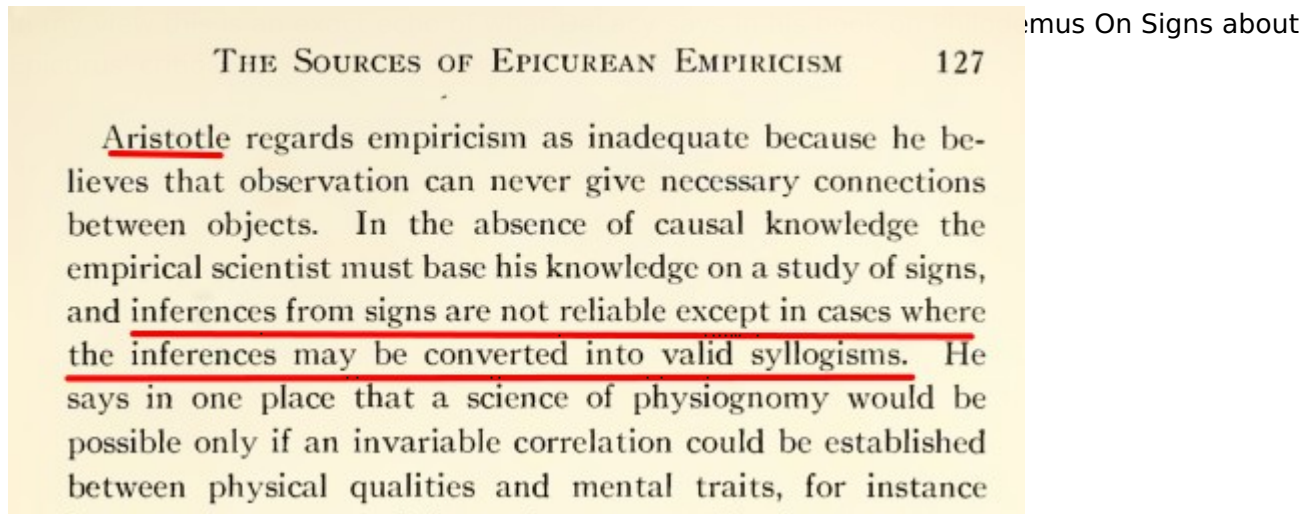 emus On Signs about
THE SOURCES OF EPICUREAN EMPIRICISM 127
Aristotle regards empiricism as inadequate because he be-
lieves that observation can never give necessary connections
between objects. In the absence of causal knowledge the
empirical scientist must base his knowledge on a study of signs,
and inferences from signs are not reliable except in cases where
the inferences may be converted into valid syllogisms. He
says in one place that a science of physiognomy would be
possible only if an invariable correlation could be established
between physical qualities and mental traits, for instance